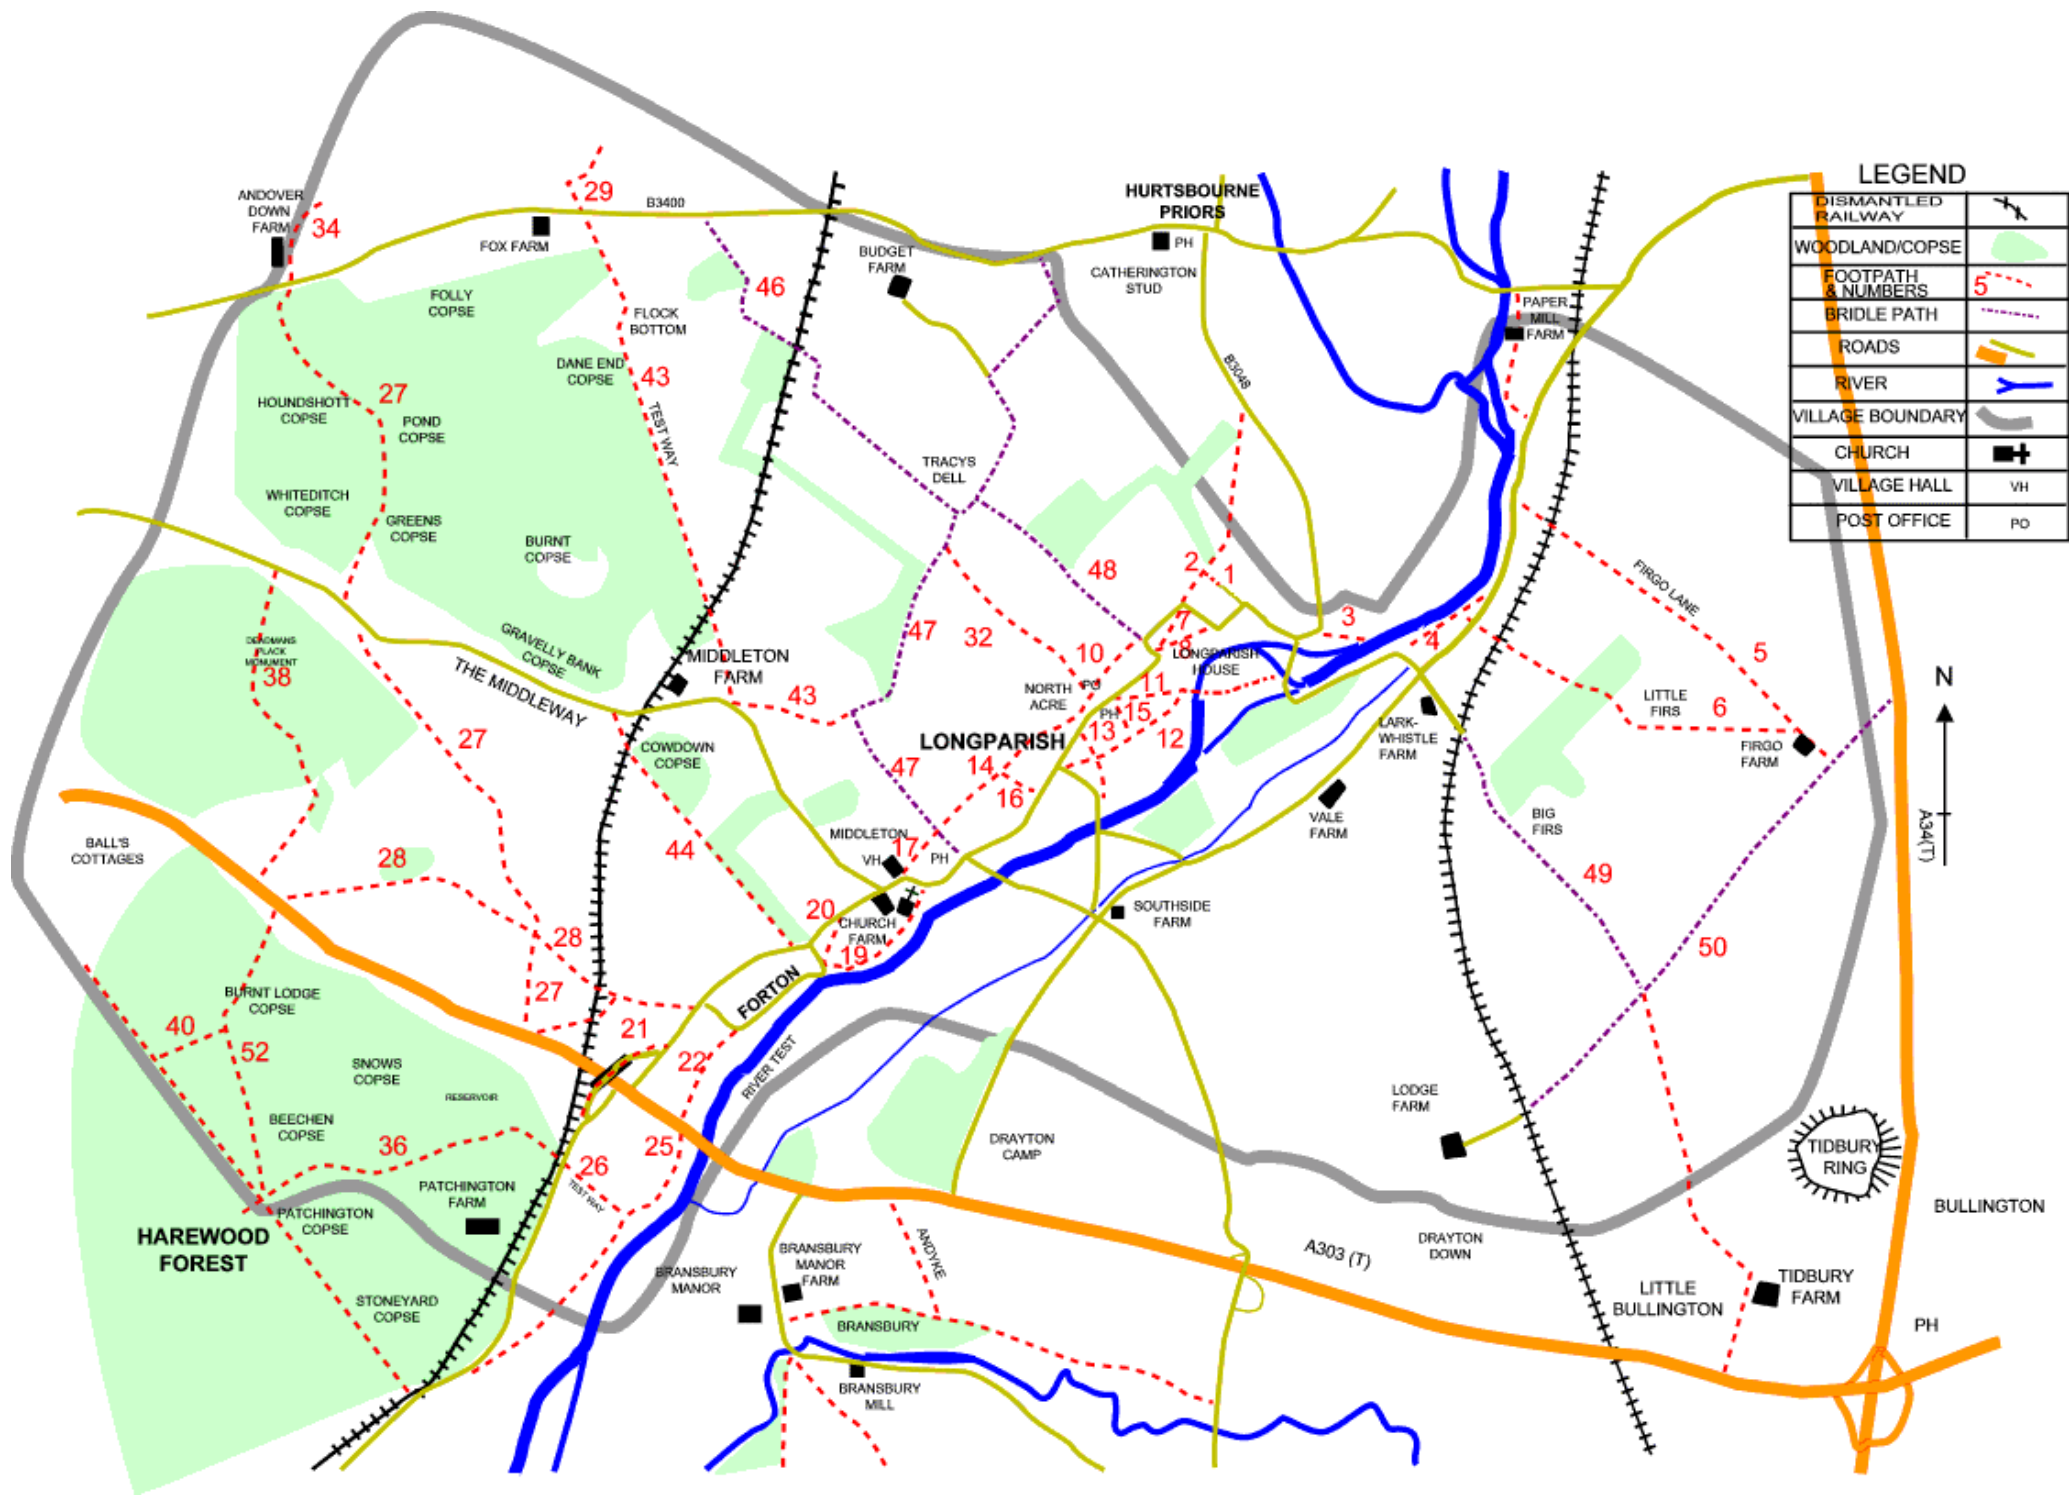 LEGEND
DISMANTLED
RAILWAY
WOODLAND/COPSE
FOOTPATH
& NUMBERS
5
BRIDLE PATH
ROADS
RIVER
VILLAGE BOUNDARY
CHURCH
VILLAGE HALL
VH
POST OFFICE
PO
ANDOVER
DOWN
FARM
34
29
FOX FARM
B3400
HURTSBOURNE
PRIORS
PH
CATHERINGTON
STUD
BUDGET
FARM
46
FOLLY
COPSE
FLOCK
BOTTOM
PAPER
MILL
FARM
DANE END
COPSE
43
TEST WAY
B3048
HOUNDSHOTT
COPSE
27
POND
COPSE
TRACYS
DELL
WHITEDITCH
COPSE
GREENS
COPSE
BURNT
COPSE
48
2
1
FIRGO LANE
DEADMANS
PLACK
MONUMENT
38
GRAVELLY BANK
COPSE
THE MIDDLEWAY
MIDDLETON
FARM
43
47
32
10
7
8
3
4
LONGPARISH
HOUSE
5
6
LITTLE
FIRS
FIRGO
FARM
N
A34(T)
NORTH
ACRE
PO
11
PH
15
13
12
LONGPARISH
LARK-
WHISTLE
FARM
27
COWDOWN
COPSE
47
14
16
VALE
FARM
BIG
FIRS
BALL'S
COTTAGES
28
44
MIDDLETON
VH
17
PH
49
20
CHURCH
FARM
19
SOUTHSIDE
FARM
50
28
27
FORTON
BURNT LODGE
COPSE
40
52
21
22
RIVER TEST
SNOWS
COPSE
RESERVOIR
BEECHEN
COPSE
36
25
26
TEST WAY
DRAYTON
CAMP
LODGE
FARM
TIDBURY
RING
BULLINGTON
PATCHINGTON
FARM
PATCHINGTON
COPSE
HAREWOOD
FOREST
STONEYARD
COPSE
BRANSBURY
MANOR
BRANSBURY
MANOR
FARM
ANDYKE
A303 (T)
DRAYTON
DOWN
LITTLE
BULLINGTON
TIDBURY
FARM
PH
BRANSBURY
BRANSBURY
MILL